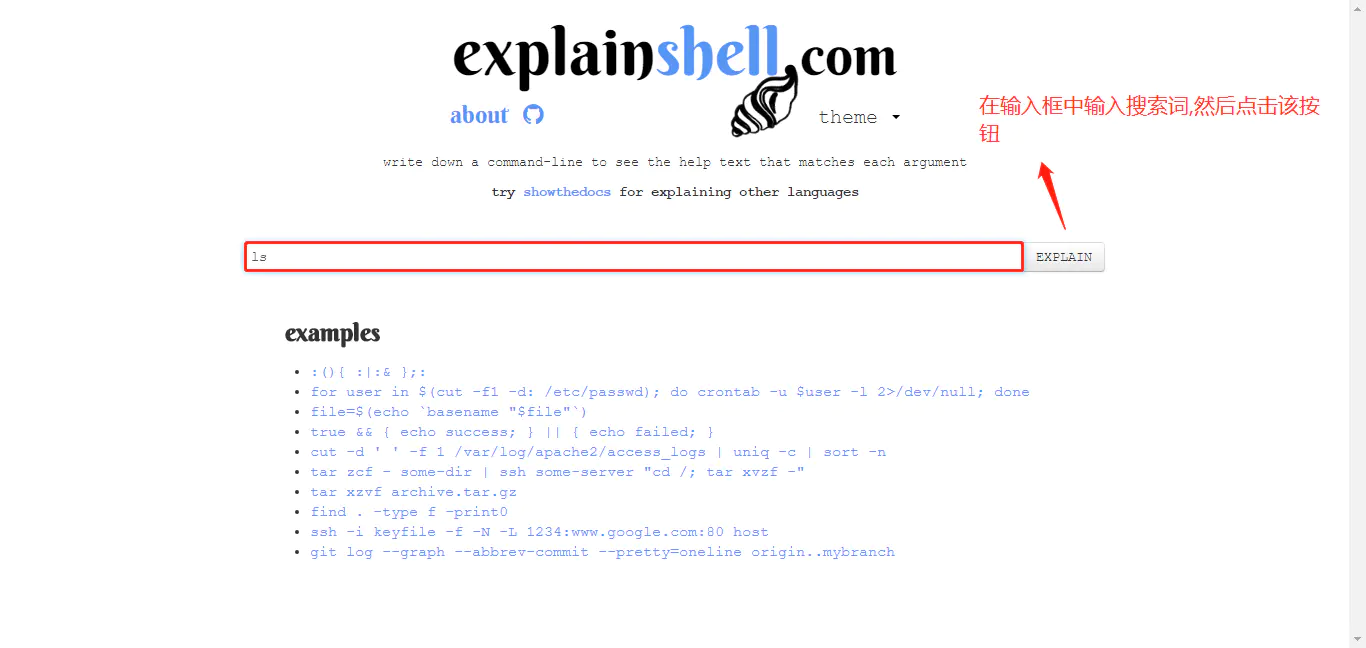 explainshell.com
about
theme
在输入框中输入搜索词,然后点击该按
钮
write down a command-line to see the help text that matches each argument
try showthedocs for explaining other languages
ls
EXPLAIN
examples
:(){ :|:& };:
for user in $(cut -f1 -d: /etc/passwd); do crontab -u $user -l 2>/dev/null; done
file=$(echo `basename "$file"`)
true && { echo success; } || { echo failed; }
cut -d ' ' -f 1 /var/log/apache2/access_logs | uniq -c | sort -n
tar zcf - some-dir | ssh some-server "cd /; tar xvzf -"
tar xzvf archive.tar.gz
find . -type f -print0
ssh -i keyfile -f -N -L 1234:www.google.com:80 host
git log --graph --abbrev-commit --pretty=oneline origin..mybranch